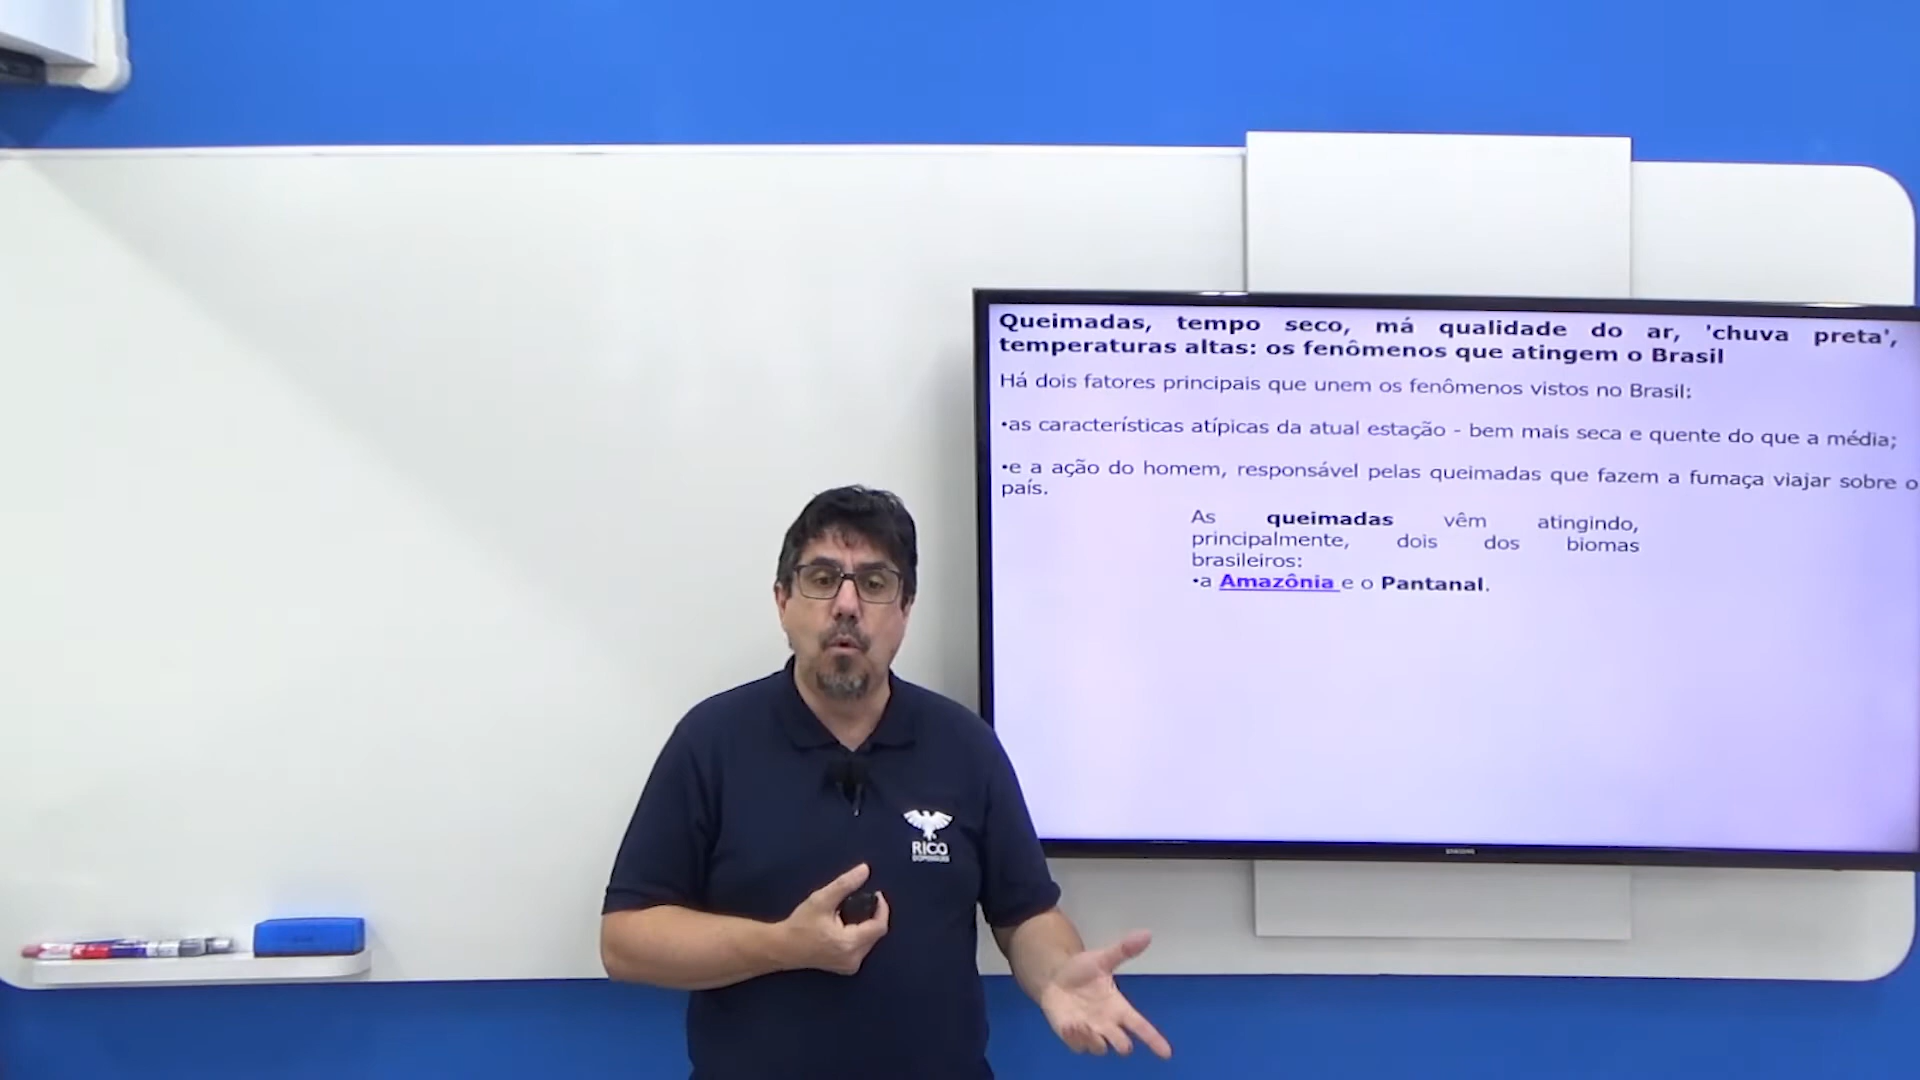 Queimadas, tempo seco, má qualidade do ar, 'chuva preta',
temperaturas altas: os fenômenos que atingem o Brasil
Há dois fatores principais que unem os fenômenos vistos no Brasil:
•as características atípicas da atual estação - bem mais seca e quente do que a média;
•e a ação do homem, responsável pelas queimadas que fazem a fumaça viajar sobre o
país.
As queimadas vêm atingindo,
principalmente, dois dos biomas
brasileiros:
•a Amazônia e o Pantanal.
RICO
DOMINGUES
SAMSUNG